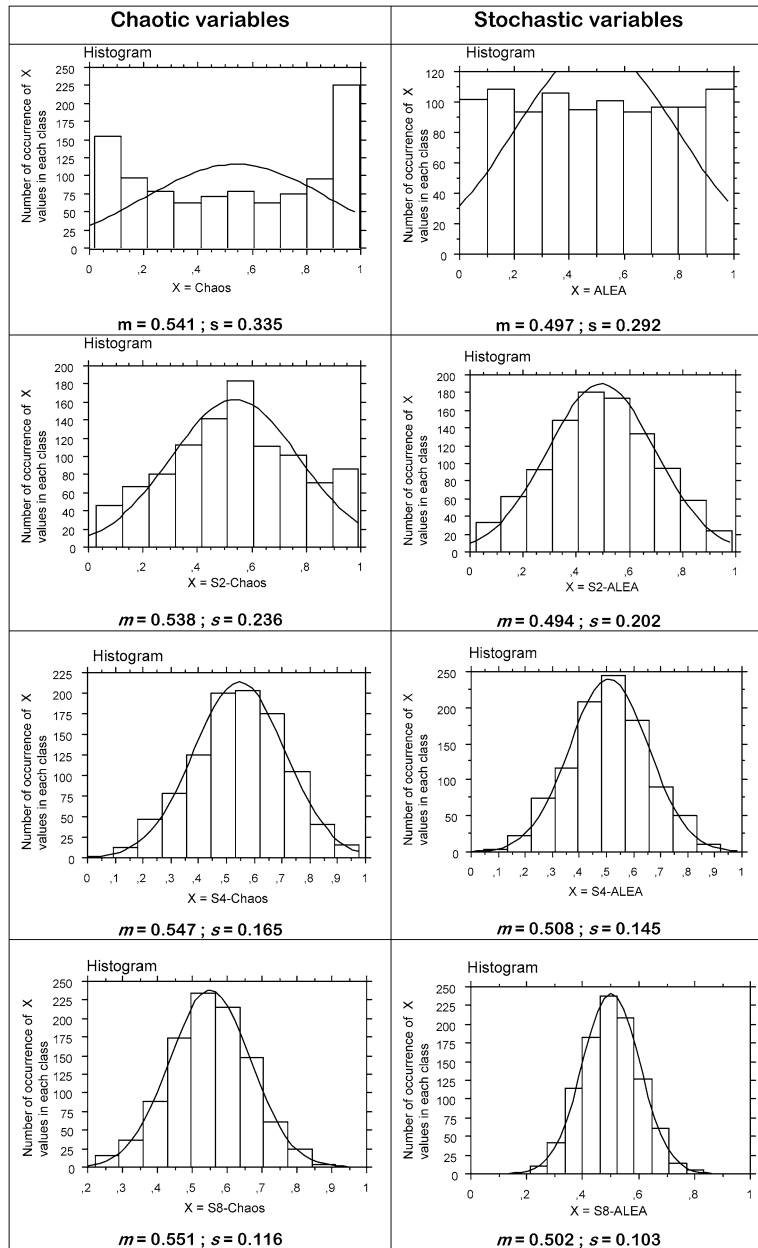 Chaotic variables
Stochastic variables
Histogram
Number of occurrence of X
values in each class
250
225
200
175
150
125
100
75
50
25
0
0 ,2 ,4 ,6 ,8 1
X = Chaos
m = 0.541 ; s = 0.335
Histogram
Number of occurrence of X
values in each class
120
100
80
60
40
20
0
0 ,2 ,4 ,6 ,8 1
X = ALEA
m = 0.497 ; s = 0.292
Histogram
Number of occurrence of X
values in each class
200
180
160
140
120
100
80
60
40
20
0
0 ,2 ,4 ,6 ,8 1
X = S2-Chaos
m = 0.538 ; s = 0.236
Histogram
Number of occurrence of X
values in each class
200
180
160
140
120
100
80
60
40
20
0
0 ,2 ,4 ,6 ,8 1
X = S2-ALEA
m = 0.494 ; s = 0.202
Histogram
Number of occurrence of X
values in each class
225
200
175
150
125
100
75
50
25
0
0 ,1 ,2 ,3 ,4 ,5 ,6 ,7 ,8 ,9 1
X = S4-Chaos
m = 0.547 ; s = 0.165
Histogram
Number of occurrence of X
values in each class
250
200
150
100
50
0
0 ,1 ,2 ,3 ,4 ,5 ,6 ,7 ,8 ,9 1
X = S4-ALEA
m = 0.508 ; s = 0.145
Histogram
Number of occurrence of X
values in each class
250
225
200
175
150
125
100
75
50
25
0
,2 ,3 ,4 ,5 ,6 ,7 ,8 ,9 1
X = S8-Chaos
m = 0.551 ; s = 0.116
Histogram
Number of occurrence of X
values in each class
250
225
200
175
150
125
100
75
50
25
0
0 ,2 ,4 ,6 ,8 1
X = S8-ALEA
m = 0.502 ; s = 0.103